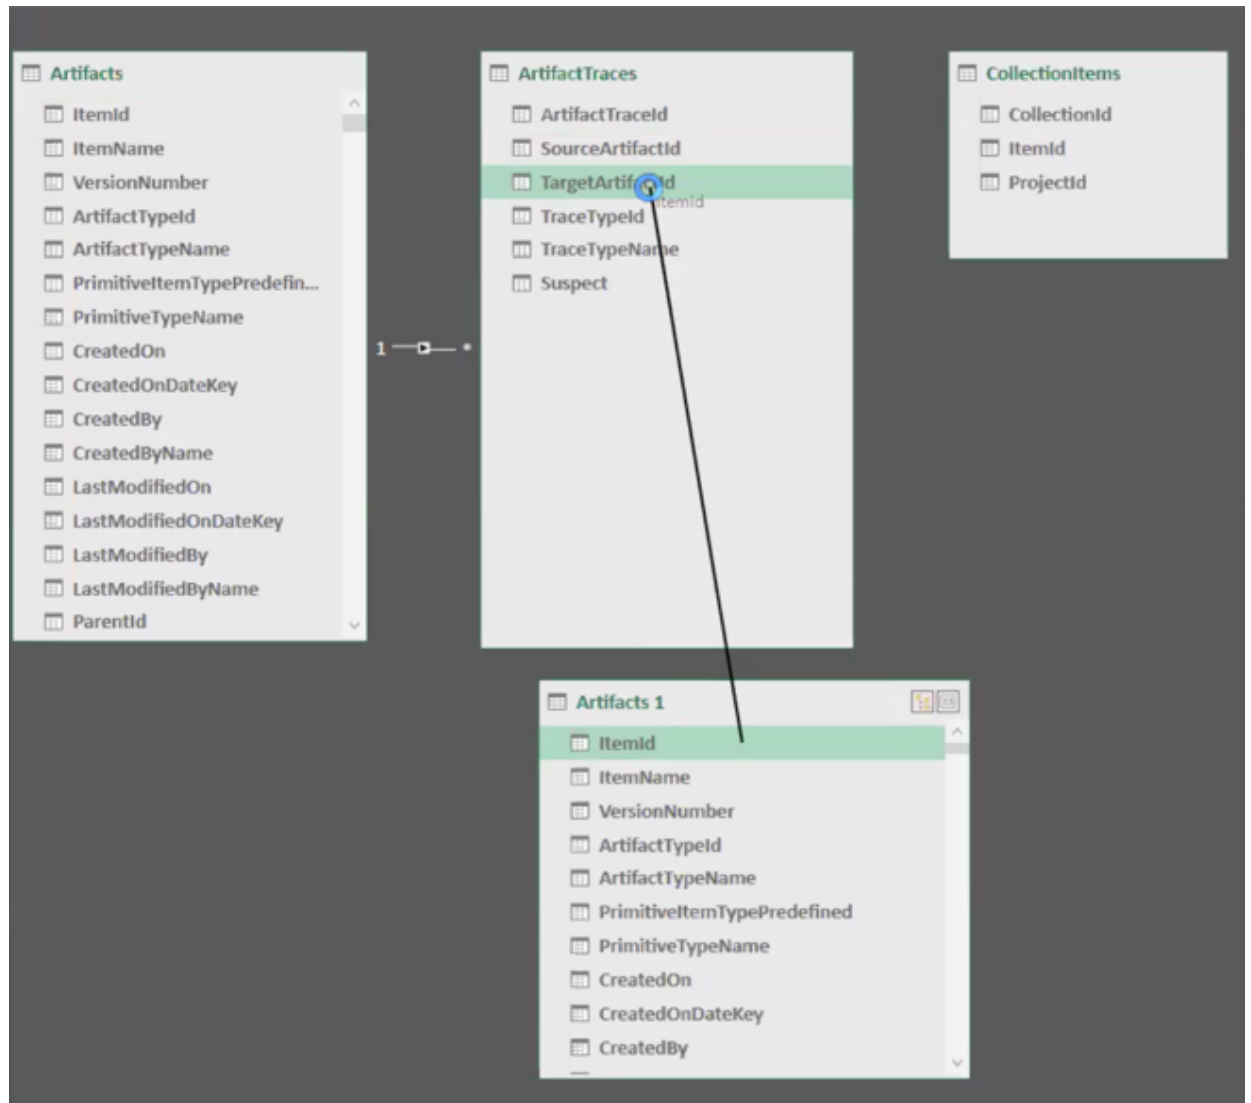 Artifacts
ItemId
ItemName
VersionNumber
ArtifactTypeId
ArtifactTypeName
PrimitiveItemTypePredefin...
PrimitiveTypeName
CreatedOn
CreatedOnDateKey
CreatedBy
CreatedByName
LastModifiedOn
LastModifiedOnDateKey
LastModifiedBy
LastModifiedByName
ParentId
1 *
ArtifactTraces
ArtifactTraceId
SourceArtifactId
TargetArtifactId
ItemId
TraceTypeId
TraceTypeName
Suspect
CollectionItems
CollectionId
ItemId
ProjectId
Artifacts 1
ItemId
ItemName
VersionNumber
ArtifactTypeId
ArtifactTypeName
PrimitiveItemTypePredefined
PrimitiveTypeName
CreatedOn
CreatedOnDateKey
CreatedBy